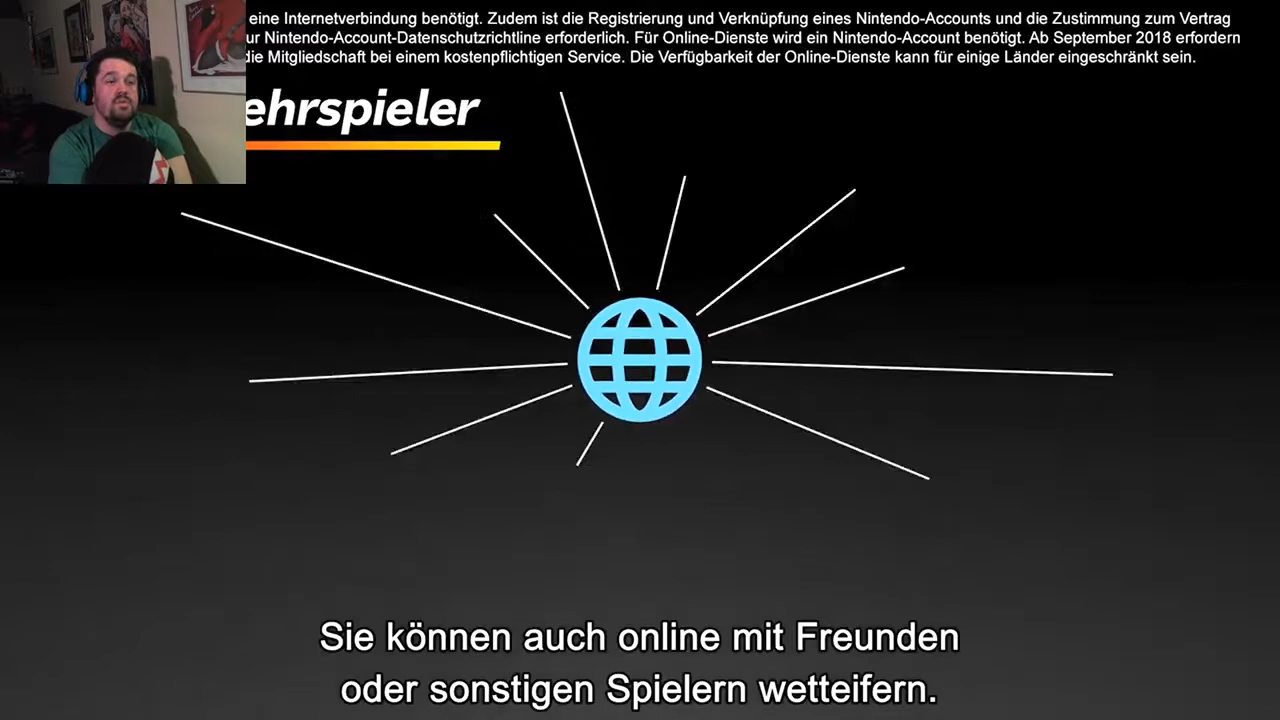 eine Internetverbindung benötigt. Zudem ist die Registrierung und Verknüpfung eines Nintendo-Accounts und die Zustimmung zum Vertrag
ur Nintendo-Account-Datenschutzrichtline erforderlich. Für Online-Dienste wird ein Nintendo-Account benötigt. Ab September 2018 erfordern
die Mitgliedschaft bei einem kostenpflichtigen Service. Die Verfügbarkeit der Online-Dienste kann für einige Länder eingeschränkt sein.
ehrspieler
Sie können auch online mit Freunden
oder sonstigen Spielern wetteifern.